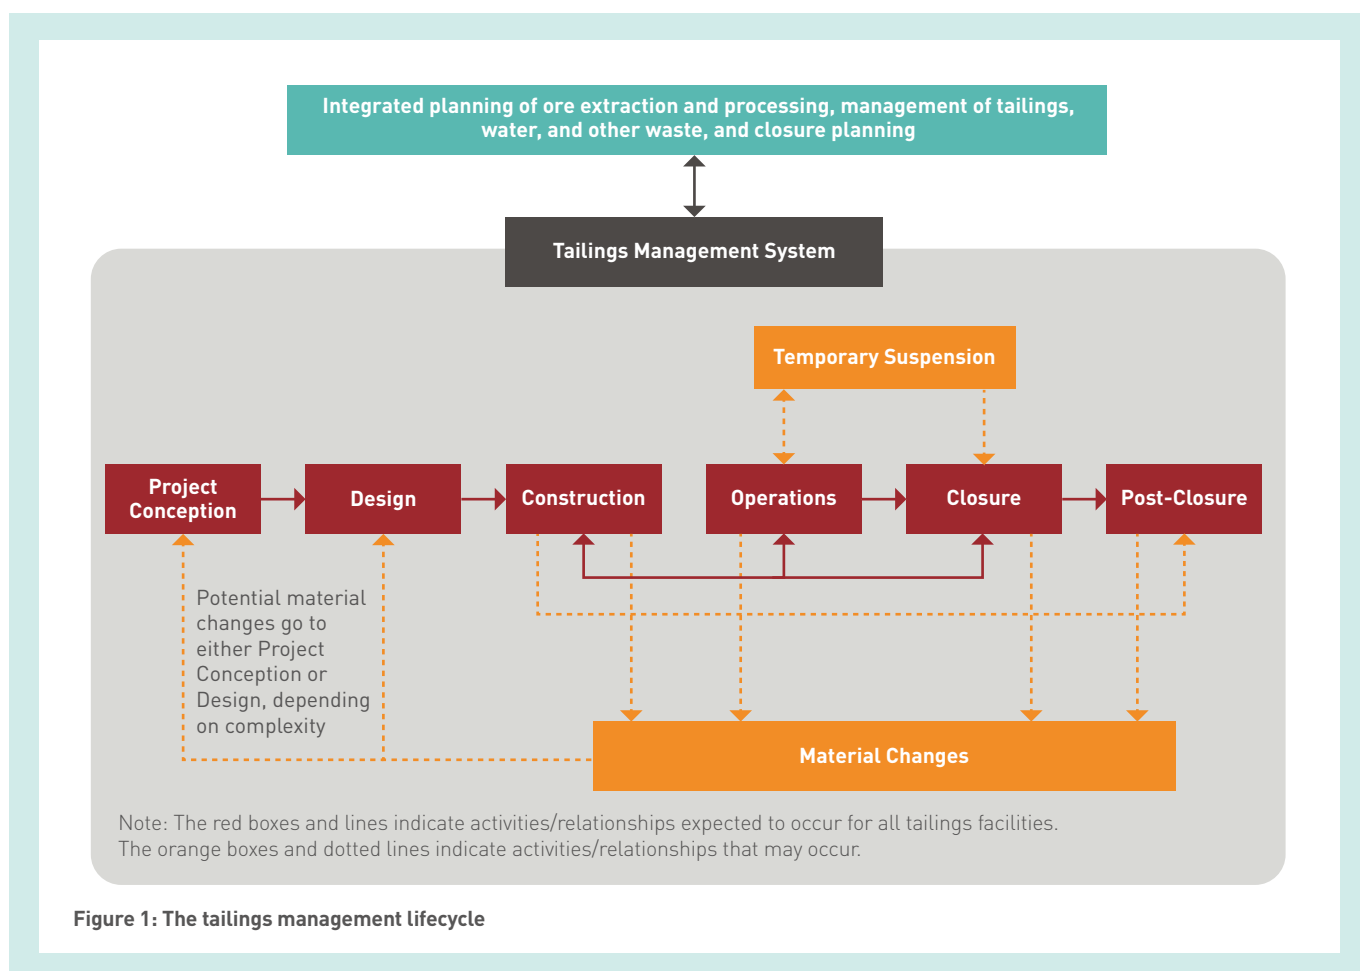 Integrated planning of ore extraction and processing, management of tailings,
water, and other waste, and closure planning
Tailings Management System
Temporary Suspension
Project
Conception
Design
Construction
Operations
Closure
Post-Closure
Potential material
changes go to
either Project
Conception or
Design, depending
on complexity
Material Changes
Note: The red boxes and lines indicate activities/relationships expected to occur for all tailings facilities.
The orange boxes and dotted lines indicate activities/relationships that may occur.
Figure 1: The tailings management lifecycle